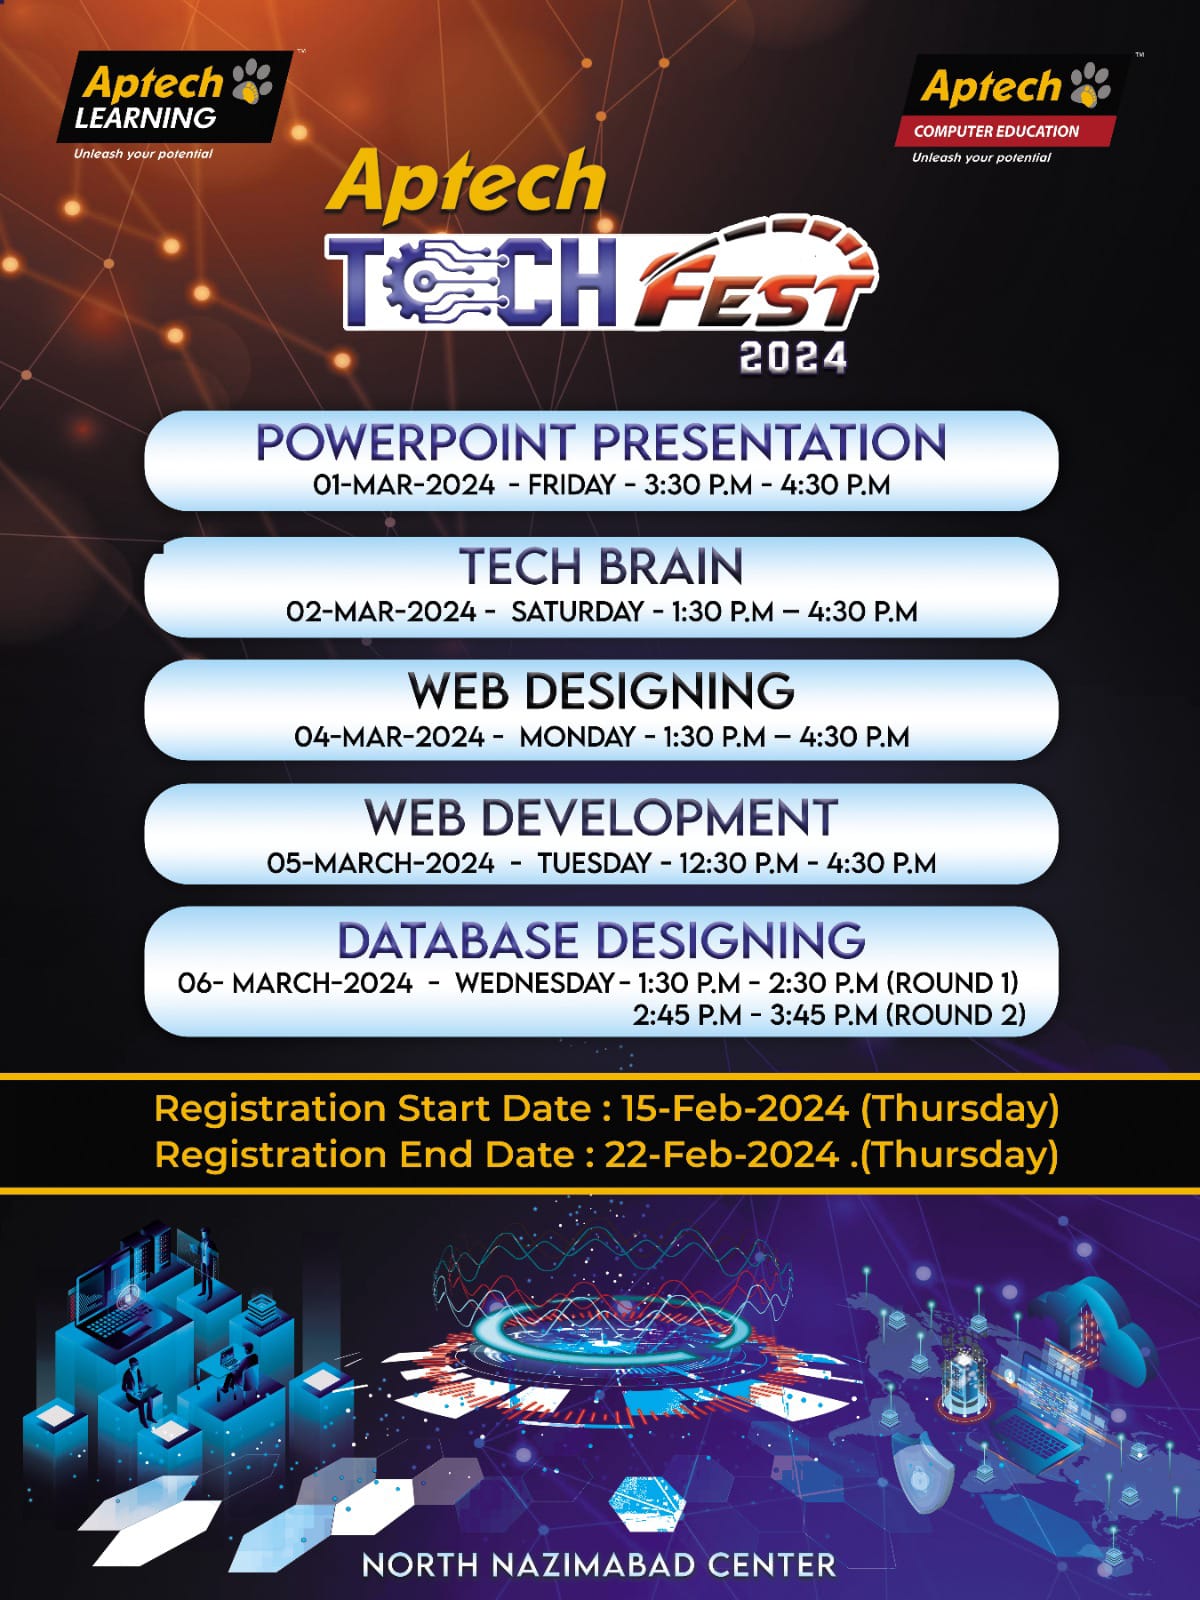 Aptech
LEARNING
Unleash your potential
TM
Aptech
COMPUTER EDUCATION
Unleash your potential
TM
Aptech
TECH FEST
2024
POWERPOINT PRESENTATION
01-MAR-2024 - FRIDAY - 3:30 P.M - 4:30 P.M
TECH BRAIN
02-MAR-2024 - SATURDAY - 1:30 P.M – 4:30 P.M
WEB DESIGNING
04-MAR-2024 - MONDAY - 1:30 P.M – 4:30 P.M
WEB DEVELOPMENT
05-MARCH-2024 - TUESDAY - 12:30 P.M - 4:30 P.M
DATABASE DESIGNING
06- MARCH-2024 - WEDNESDAY - 1:30 P.M - 2:30 P.M (ROUND 1)
2:45 P.M - 3:45 P.M (ROUND 2)
Registration Start Date : 15-Feb-2024 (Thursday)
Registration End Date : 22-Feb-2024 .(Thursday)
NORTH NAZIMABAD CENTER